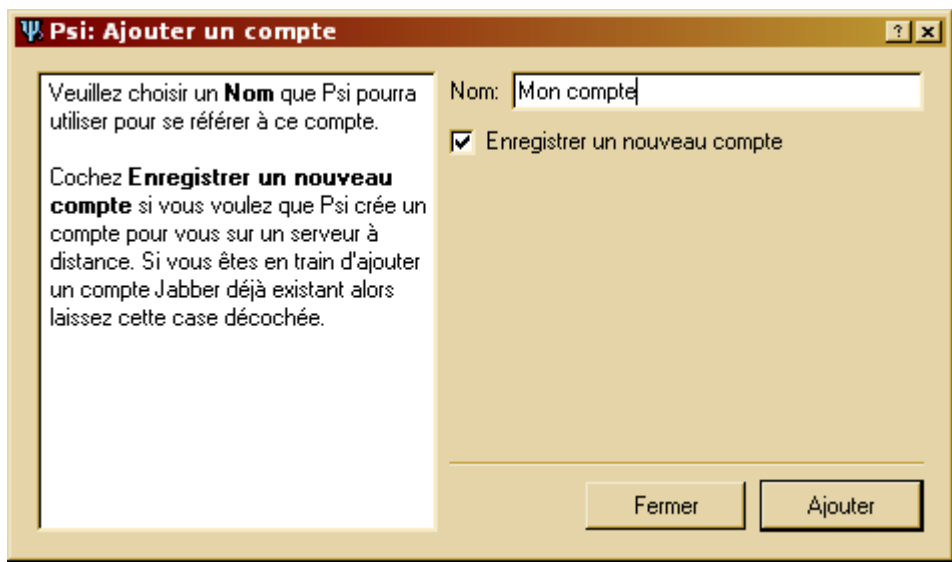 Psi: Ajouter un compte
Veuillez choisir un Nom que Psi pourra
utiliser pour se référer à ce compte.
Cochez Enregistrer un nouveau
compte si vous voulez que Psi crée un
compte pour vous sur un serveur à
distance. Si vous êtes en train d'ajouter
un compte Jabber déjà existant alors
laissez cette case décochée.
Nom: Mon compte
Enregistrer un nouveau compte
Fermer Ajouter